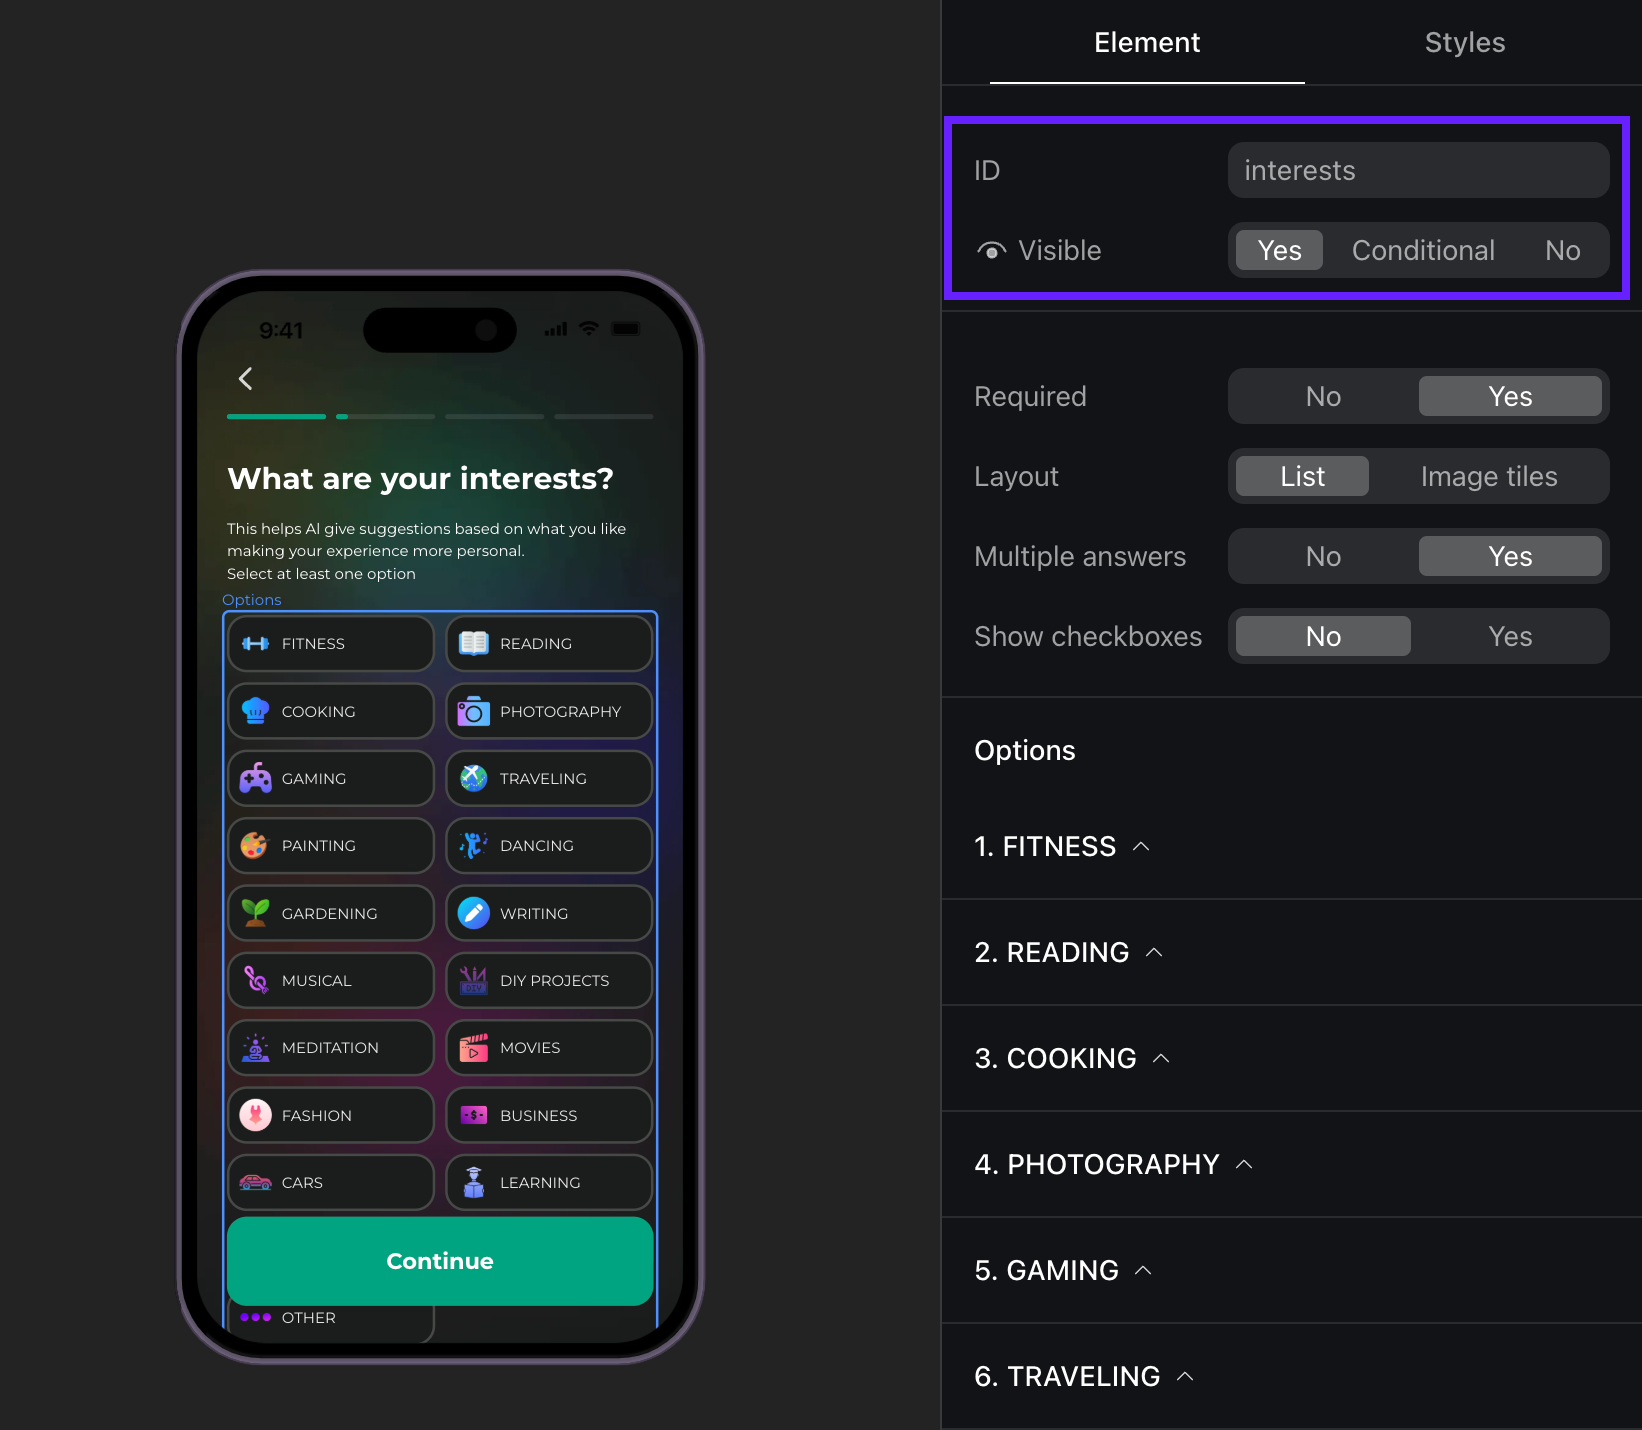 9:41
What are your interests?
This helps AI give suggestions based on what you like
making your experience more personal.
Select at least one option
Options
FITNESS
READING
COOKING
PHOTOGRAPHY
GAMING
TRAVELING
PAINTING
DANCING
GARDENING
WRITING
MUSICAL
DIY
DIY PROJECTS
MEDITATION
MOVIES
FASHION
BUSINESS
CARS
LEARNING
Continue
OTHER
Element Styles
ID interests
Visible Yes Conditional No
Required No Yes
Layout List Image tiles
Multiple answers No Yes
Show checkboxes No Yes
Options
1. FITNESS
2. READING
3. COOKING
4. PHOTOGRAPHY
5. GAMING
6. TRAVELING